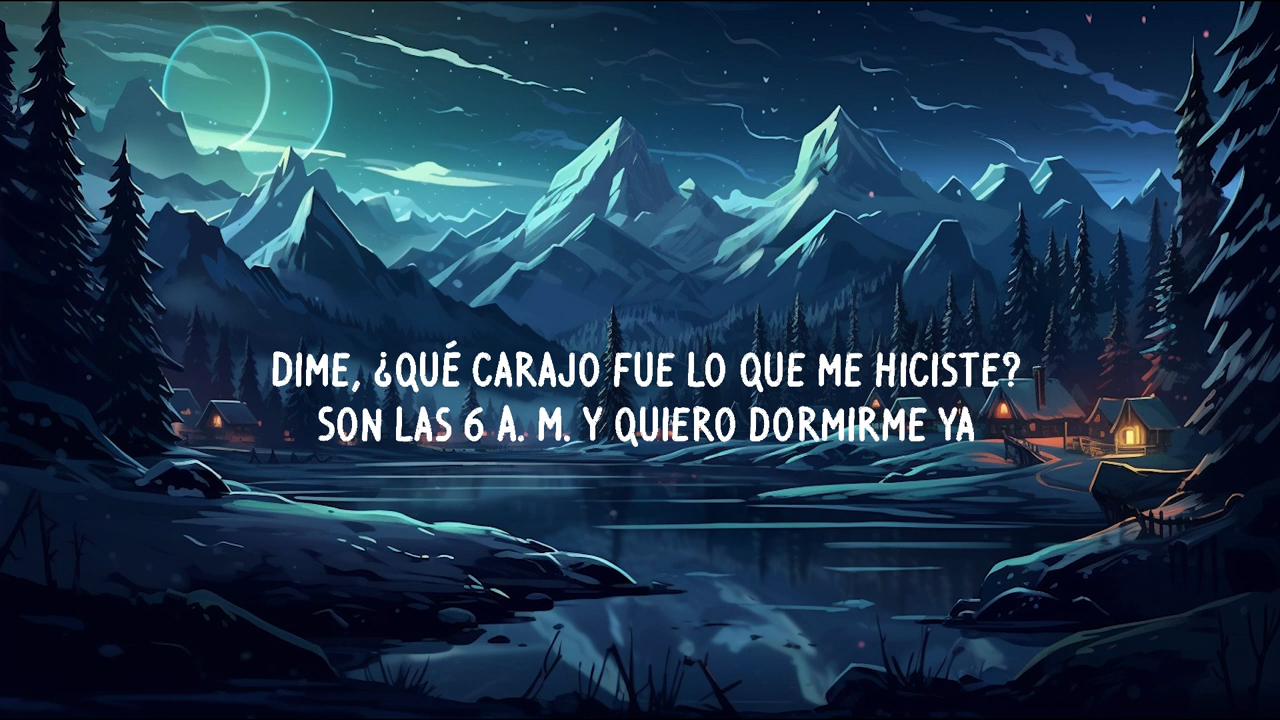 DIME, ¿QUÉ CARAJO FUE LO QUE ME HICISTE?
SON LAS 6 A. M. Y QUIERO DORMIRME YA